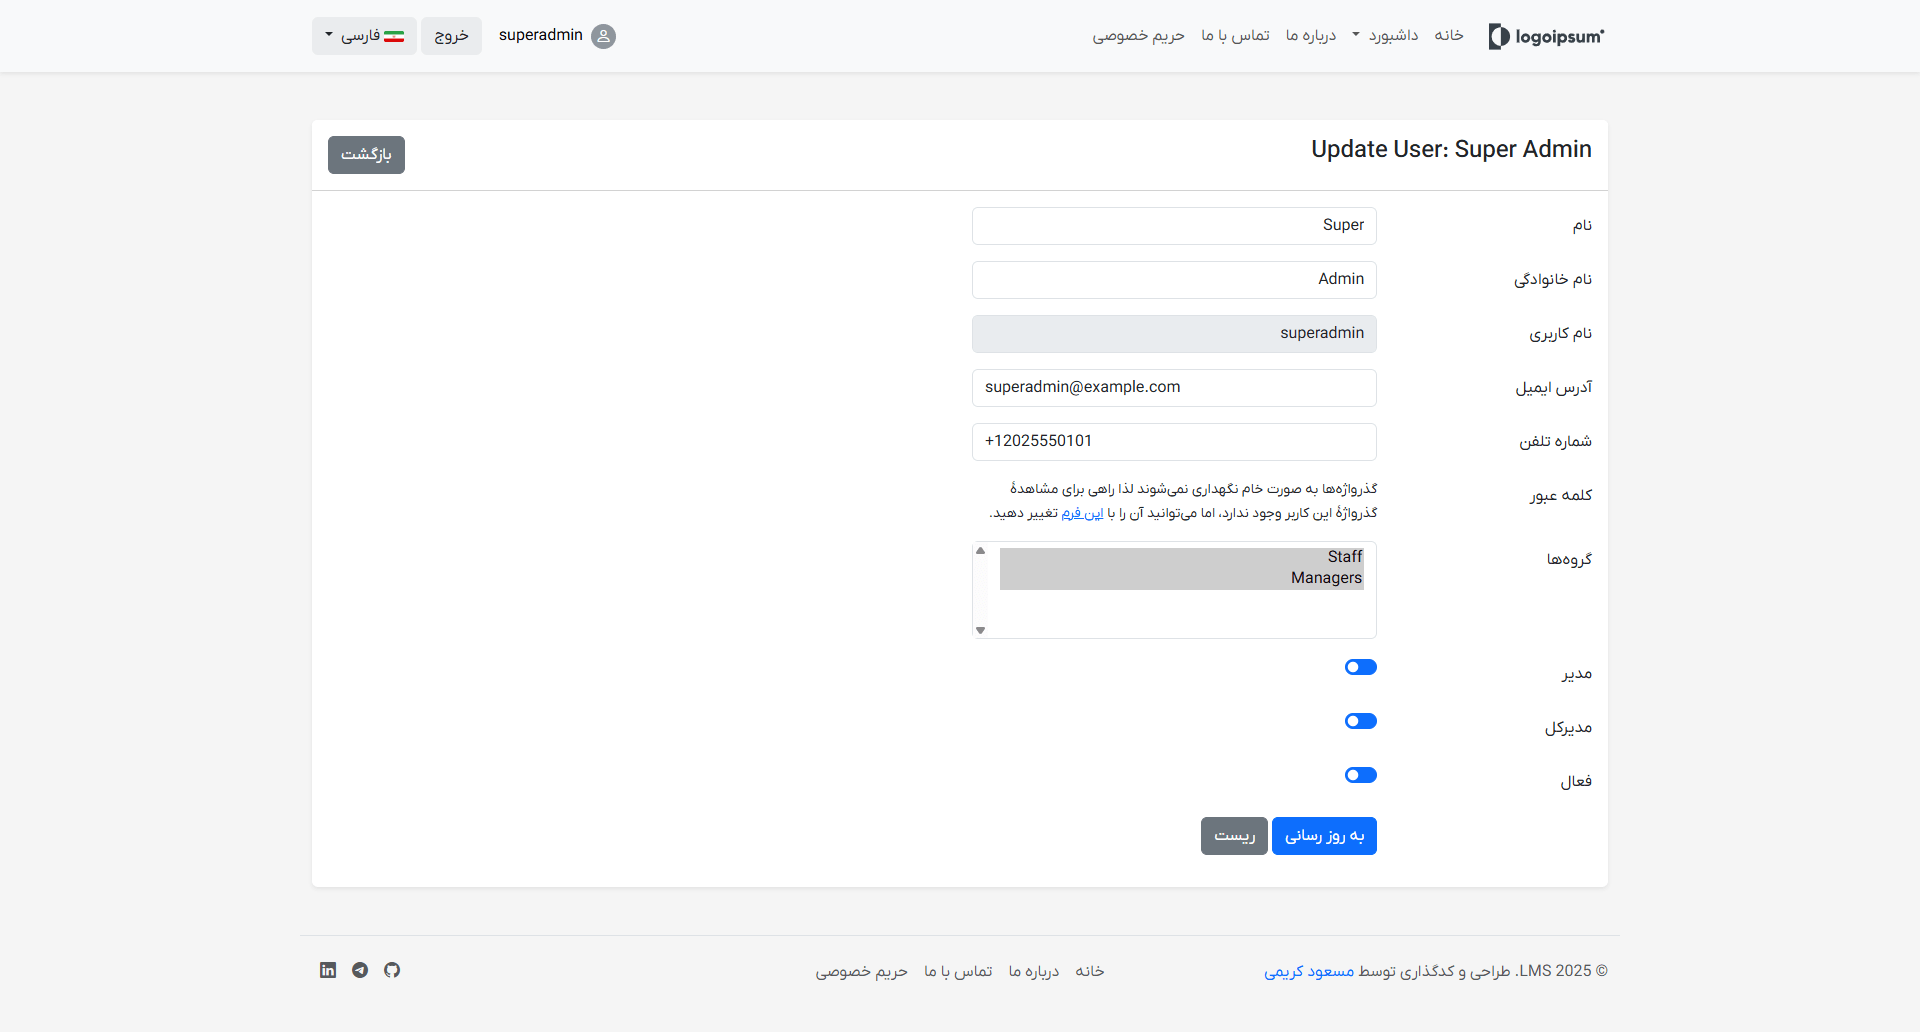 logoipsum
خانه
داشبورد
درباره ما
تماس با ما
حریم خصوصی
superadmin
خروج
فارسی
Update User: Super Admin
بازگشت
نام
Super
نام خانوادگی
Admin
نام کاربری
superadmin
آدرس ایمیل
superadmin@example.com
شماره تلفن
+12025550101
کلمه عبور
گذرواژه‌ها به صورت خام نگهداری نمی‌شوند لذا راهی برای مشاهدهٔ
گذرواژهٔ این کاربر وجود ندارد، اما می‌توانید آن را با این فرم تغییر دهید.
گروه‌ها
Staff
Managers
مدیر
مدیرکل
فعال
به روز رسانی
ریست
© 2025 LMS. طراحی و کدگذاری توسط مسعود کریمی
خانه
درباره ما
تماس با ما
حریم خصوصی